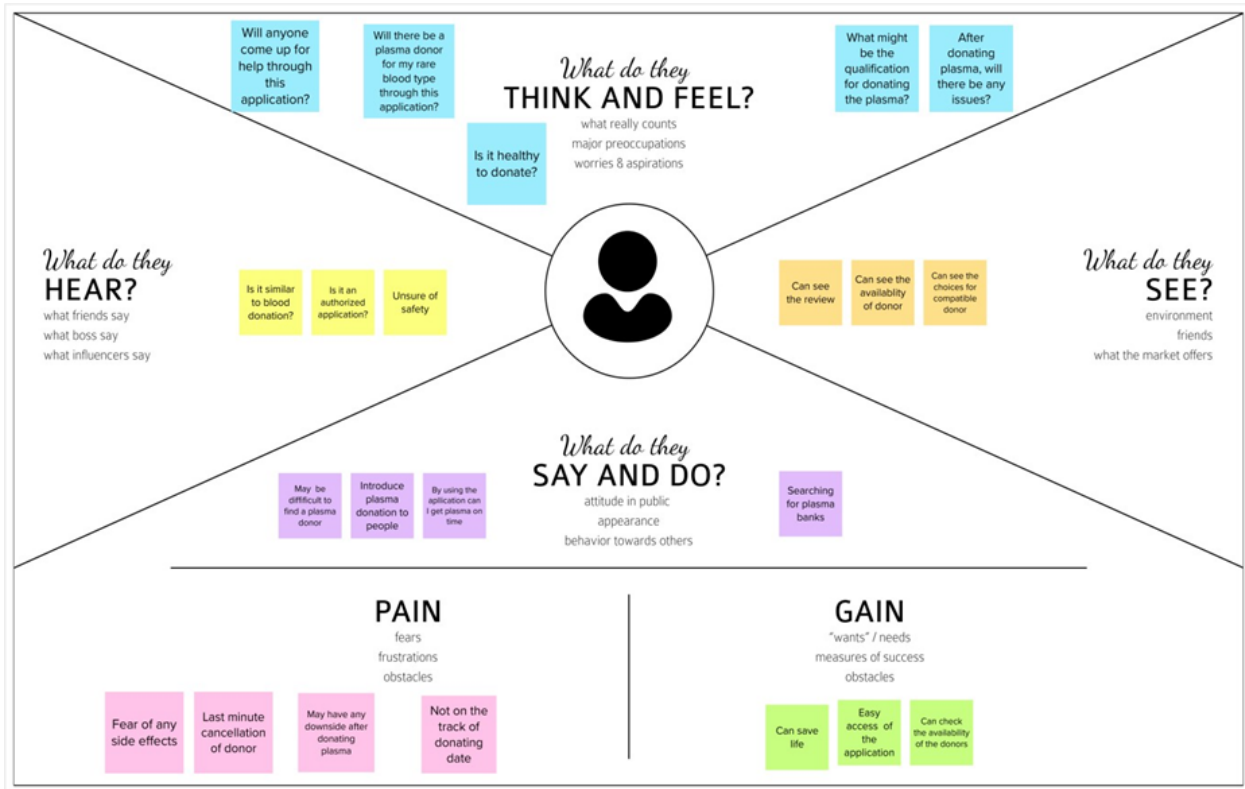 Will anyone
come up for
help through
this
application?
Will there be a
plasma donor
for my rare
blood type
through this
application?
Is it healthy
to donate?
What do they
THINK AND FEEL?
what really counts
major preoccupations
worries & aspirations
What might
be the
qualification
for donating
the plasma?
After
donating
plasma, will
there be any
issues?
What do they
HEAR?
what friends say
what boss say
what influencers say
Is it similar
to blood
donation?
Is it an
authorized
application?
Unsure of
safety
Can see
the review
Can see the
availablity
of donor
Can see the
choices for
compatible
donor
What do they
SEE?
environment
friends
what the market offers
What do they
SAY AND DO?
attitude in public
appearance
behavior towards others
May be
diffificult to
find a plasma
donor
Introduce
plasma
donation to
people
By using the
apllication can
I get plasma on
time
Searching
for plasma
banks
PAIN
fears
frustrations
obstacles
Fear of any
side effects
Last minute
cancellation
of donor
May have any
downside after
donating
plasma
Not on the
track of
donating
date
GAIN
"wants" / needs
measures of success
obstacles
Can save
life
Easy
access of
the
application
Can check
the availability
of the donors